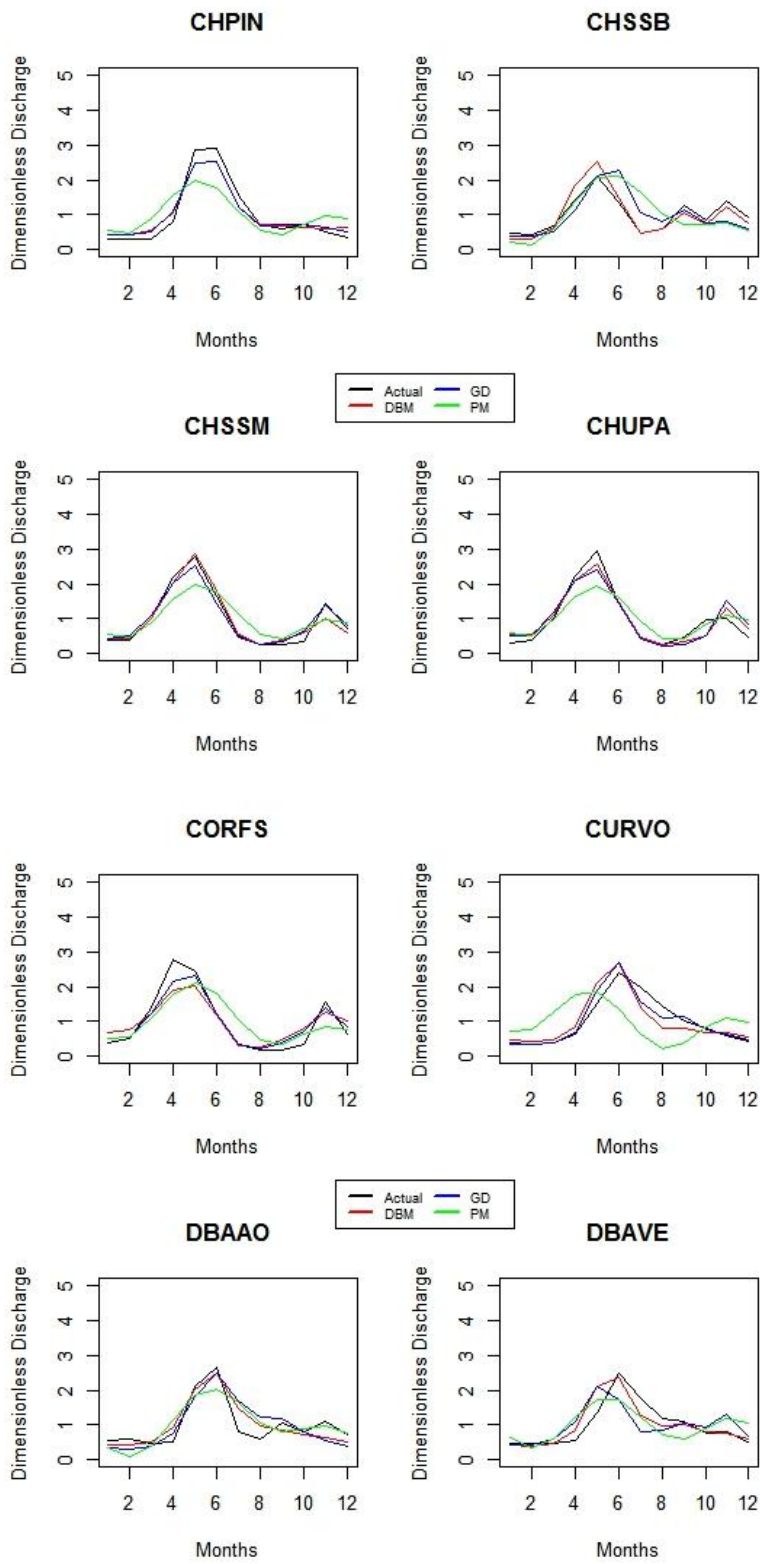 CHPIN
CHSSB
Dimensionless Discharge
0 1 2 3 4 5
2 4 6 8 10 12
Months
Dimensionless Discharge
0 1 2 3 4 5
2 4 6 8 10 12
Months
Actual GD
DBM PM
CHSSM
CHUPA
Dimensionless Discharge
0 1 2 3 4 5
2 4 6 8 10 12
Months
Dimensionless Discharge
0 1 2 3 4 5
2 4 6 8 10 12
Months
CORFS
CURVO
Dimensionless Discharge
0 1 2 3 4 5
2 4 6 8 10 12
Months
Dimensionless Discharge
0 1 2 3 4 5
2 4 6 8 10 12
Months
Actual GD
DBM PM
DBAAO
DBAVE
Dimensionless Discharge
0 1 2 3 4 5
2 4 6 8 10 12
Months
Dimensionless Discharge
0 1 2 3 4 5
2 4 6 8 10 12
Months